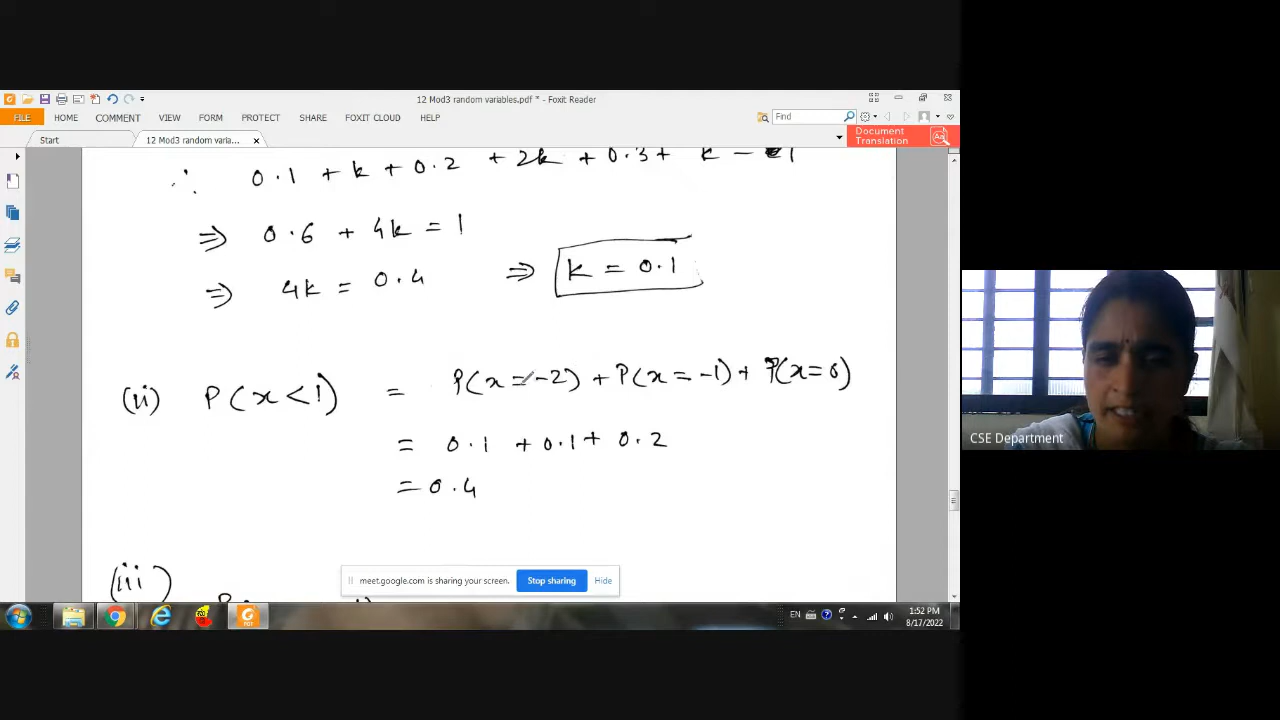 12 Mod3 random variables.pdf * - Foxit Reader
FILE HOME COMMENT VIEW FORM PROTECT SHARE FOXIT CLOUD HELP Find
Start 12 Mod3 random varia... Document Translation
∴ 0.1 + k + 0.2 + 2k + 0.3 + k = 1
⇒ 0.6 + 4k = 1
⇒ 4k = 0.4 ⇒ k = 0.1
(ii) P(x<1) = P(x=-2) + P(x=-1) + P(x=0)
= 0.1 + 0.1 + 0.2
= 0.4
(iii)
meet.google.com is sharing your screen. Stop sharing Hide
EN 1:52 PM
8/17/2022
CSE Department